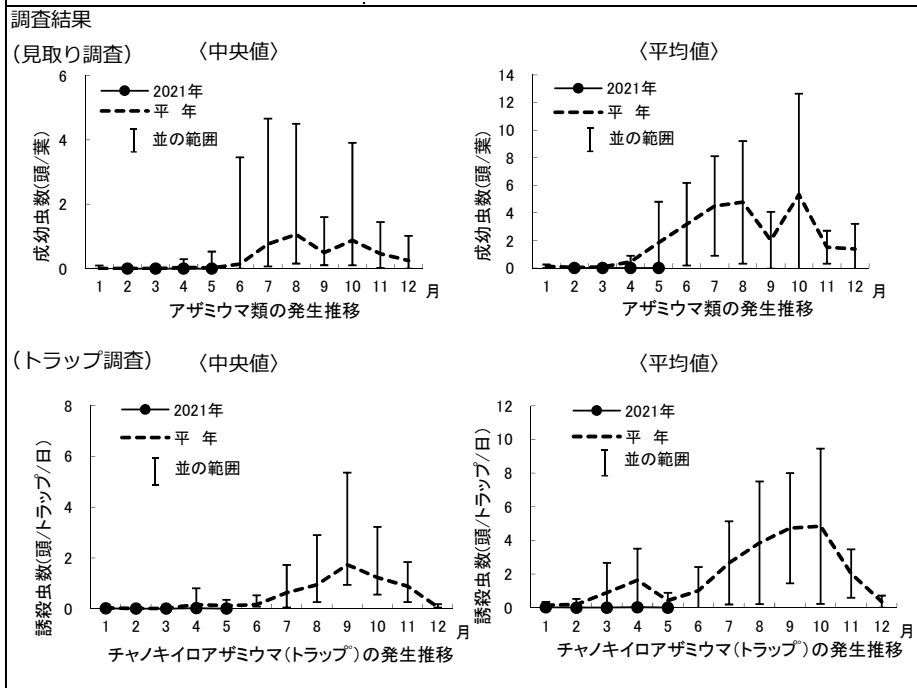 調査結果
(見取り調査)
〈中央値〉
6
4
2
0
成幼虫数(頭/葉)
2021年
平 年
並の範囲
1 2 3 4 5 6 7 8 9 10 11 12 月
アザミウマ類の発生推移
〈平均値〉
14
12
10
8
6
4
2
0
成幼虫数(頭/葉)
2021年
平 年
並の範囲
1 2 3 4 5 6 7 8 9 10 11 12 月
アザミウマ類の発生推移
(トラップ調査)
〈中央値〉
8
6
4
2
0
誘殺虫数(頭/トラップ/日)
2021年
平 年
並の範囲
1 2 3 4 5 6 7 8 9 10 11 12 月
チャノキイロアザミウマ(トラップ)の発生推移
〈平均値〉
12
10
8
6
4
2
0
誘殺虫数(頭/トラップ/日)
2021年
平 年
並の範囲
1 2 3 4 5 6 7 8 9 10 11 12 月
チャノキイロアザミウマ(トラップ)の発生推移